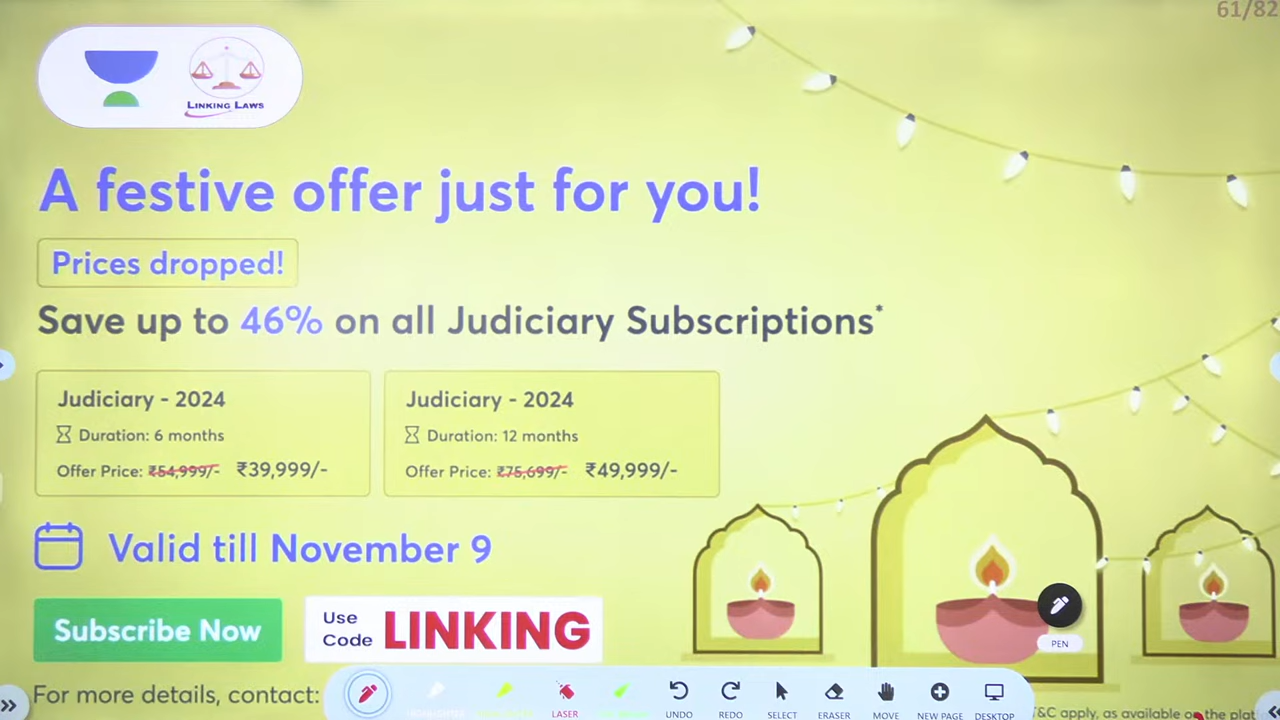 61/82
LINKING LAWS
A festive offer just for you!
Prices dropped!
Save up to 46% on all Judiciary Subscriptions*
Judiciary - 2024
Duration: 6 months
Offer Price: ₹54,999/- ₹39,999/-
Judiciary - 2024
Duration: 12 months
Offer Price: ₹75,699/- ₹49,999/-
Valid till November 9
Subscribe Now
Use Code LINKING
PEN
For more details, contact:
T&C apply, as available on the plat
LASER
UNDO
REDO
SELECT
ERASER
MOVE
NEW PAGE
DESKTOP